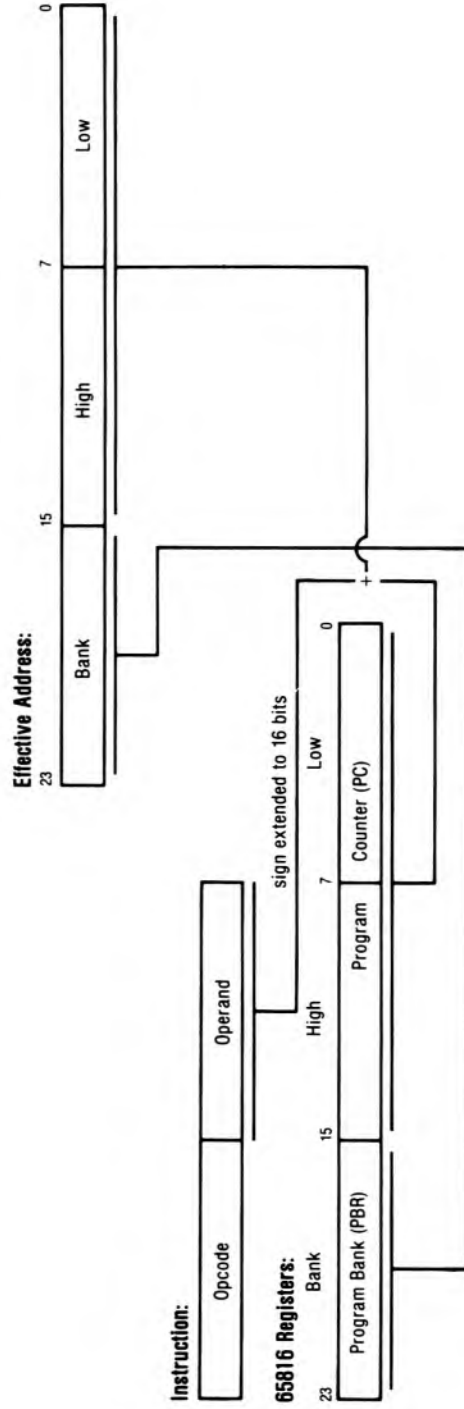 Effective Address:
23 15 7 0
Bank High Low
Instruction:
Opcode Operand
sign extended to 16 bits
65816 Registers:
Bank High Low
23 15 7 0
Program Bank (PBR) Program Counter (PC)
+